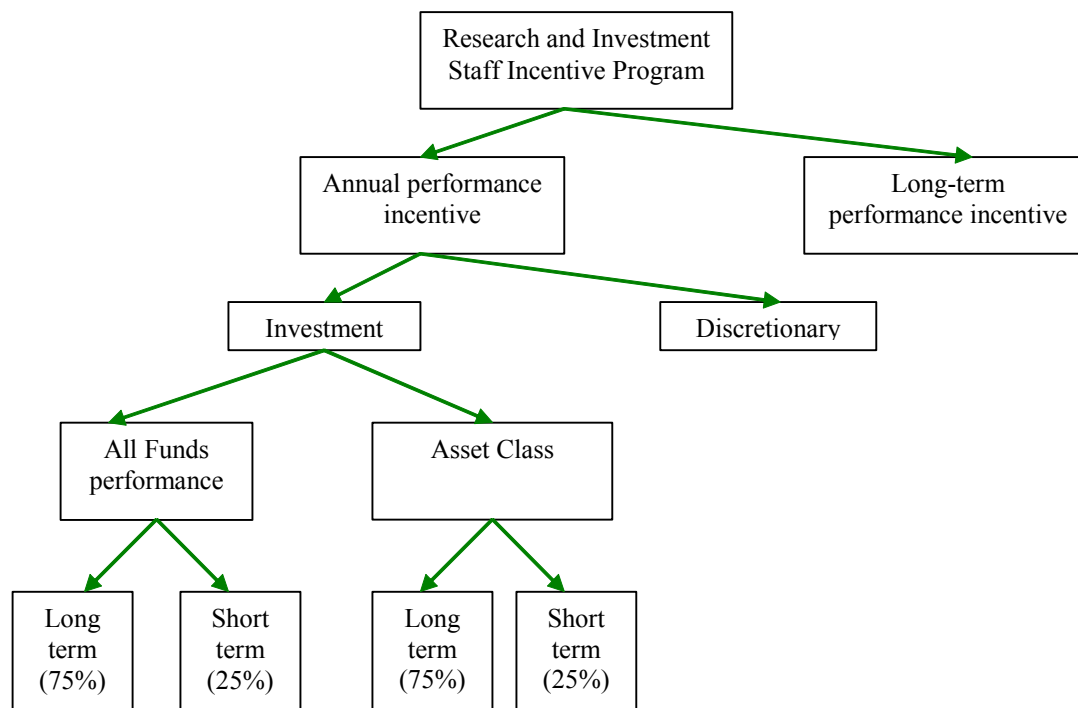 Research and Investment
Staff Incentive Program
Annual performance
incentive
Long-term
performance incentive
Investment
Discretionary
All Funds
performance
Asset Class
Long
term
(75%)
Short
term
(25%)
Long
term
(75%)
Short
term
(25%)